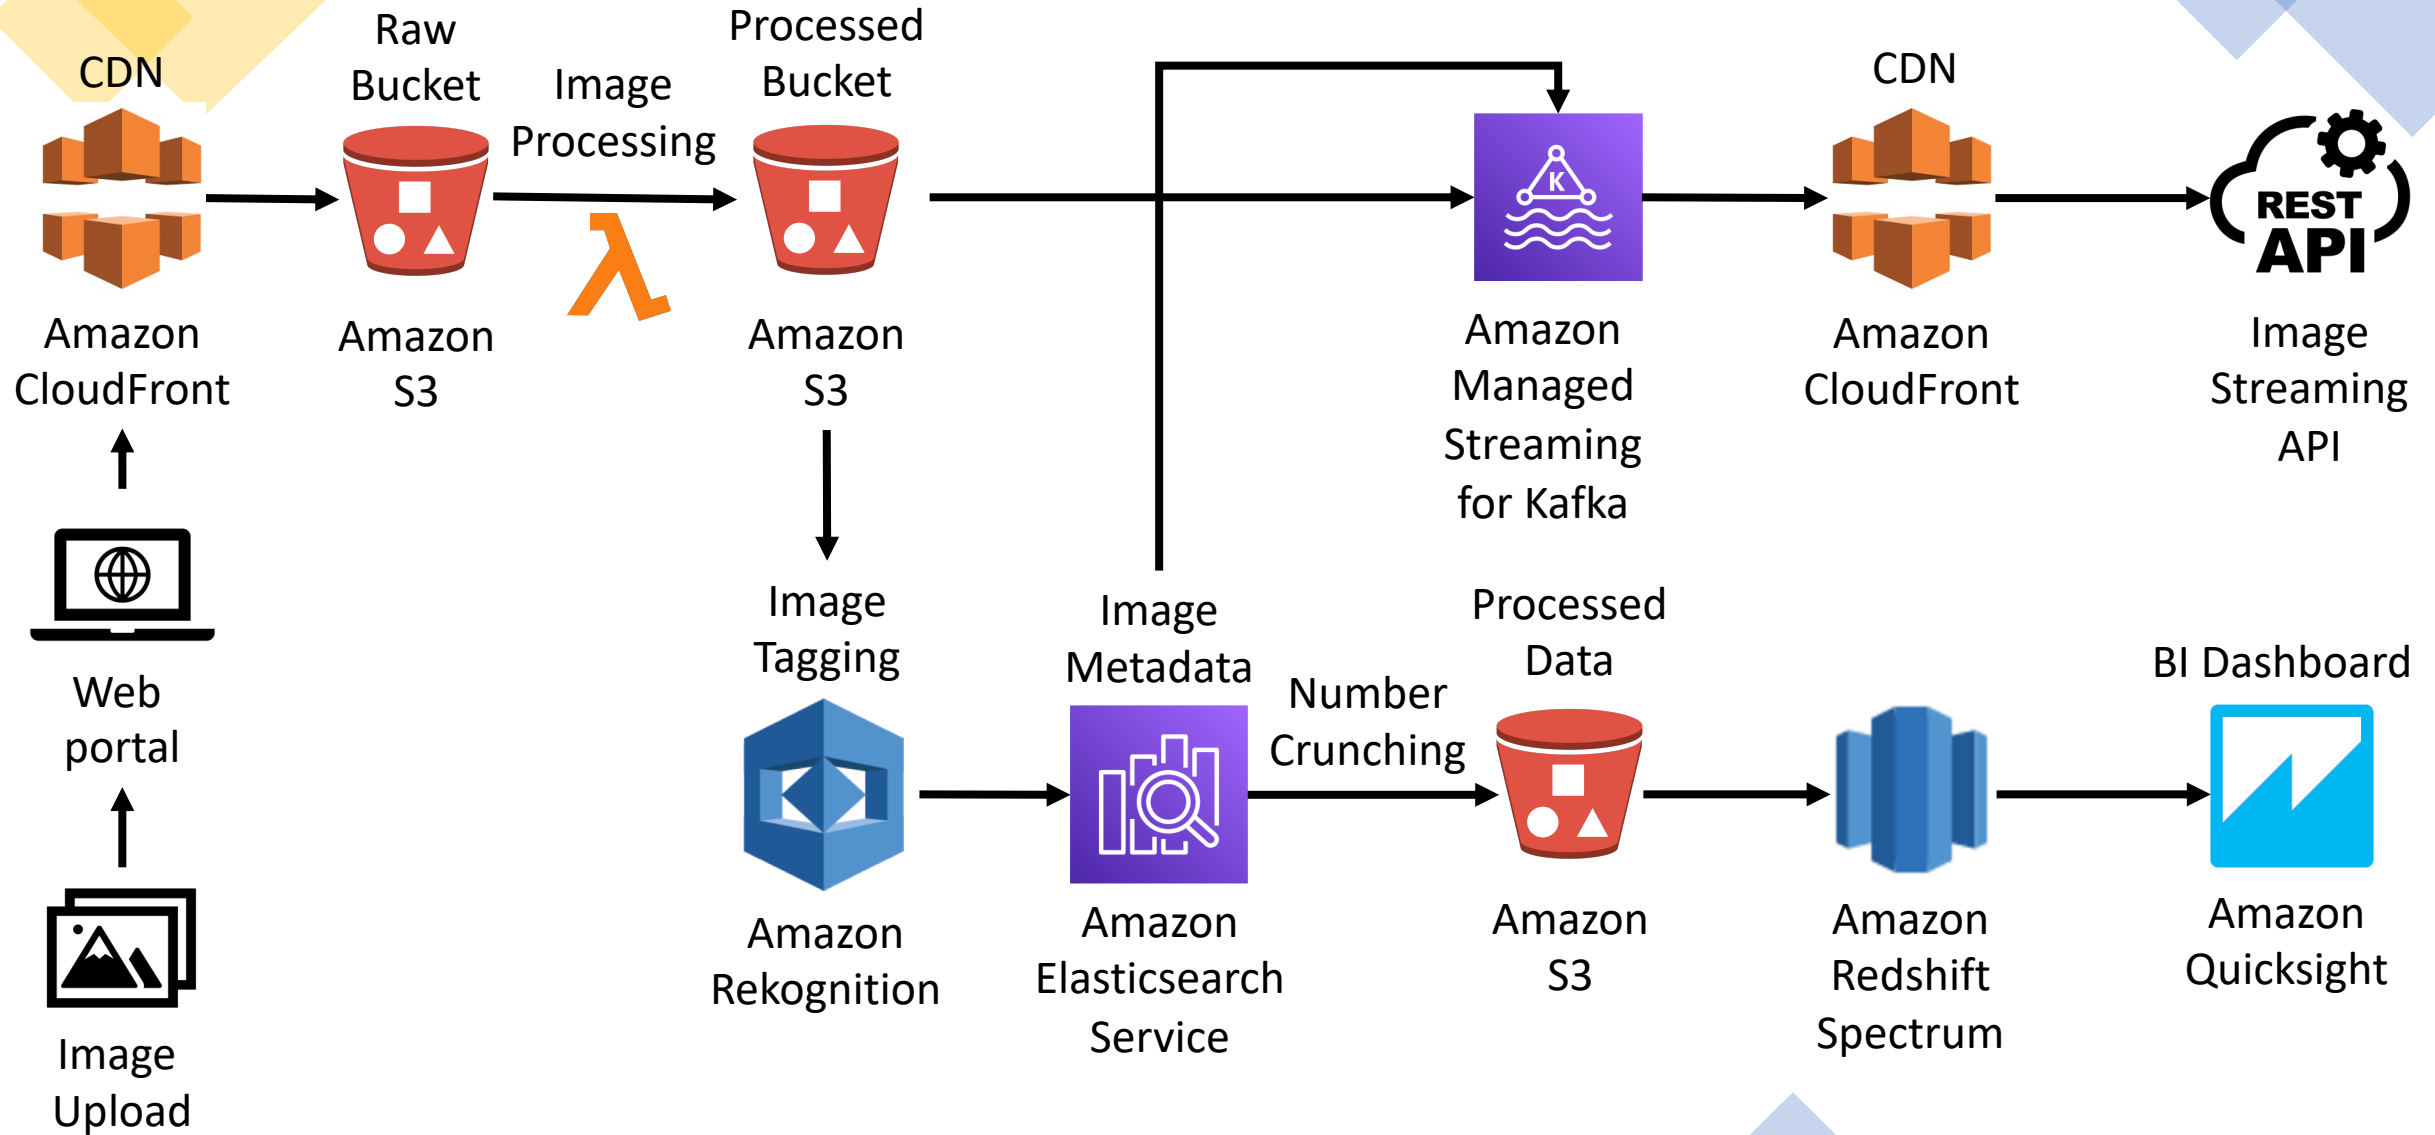 CDN
Amazon
CloudFront
Raw
Bucket
Amazon
S3
Image
Processing
Processed
Bucket
Amazon
S3
K
Amazon
Managed
Streaming
for Kafka
CDN
Amazon
CloudFront
REST
API
Image
Streaming
API
Web
portal
Image
Upload
Image
Tagging
Amazon
Rekognition
Image
Metadata
Amazon
Elasticsearch
Service
Number
Crunching
Processed
Data
Amazon
S3
Amazon
Redshift
Spectrum
BI Dashboard
Amazon
Quicksight